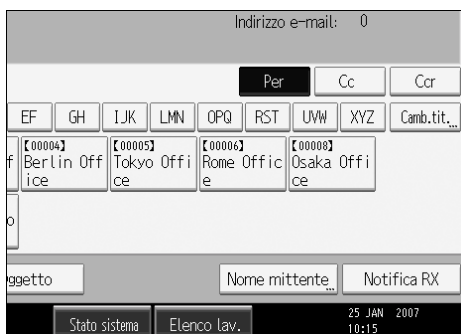 Indirizzo e-mail: 0
Per Cc Ccr
EF GH IJK LMN OPQ RST UVW XYZ Camb.tit.
f
【00004】
Berlin Off
ice
【00005】
Tokyo Offi
ce
【00006】
Rome Offic
e
【00008】
Osaka Offi
ce
o
ggetto Nome mittente Notifica RX
Stato sistema Elenco lav. 25 JAN 2007
10:15